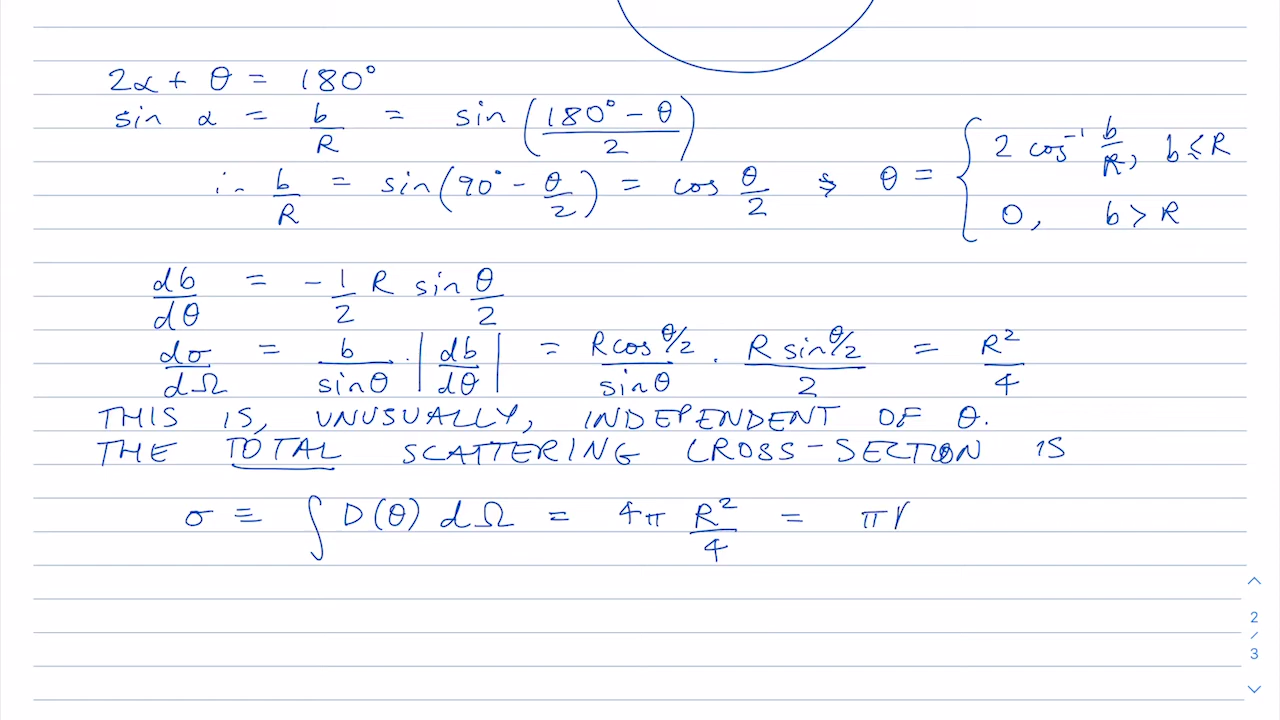 2α + θ = 180°
sin α = b/R = sin((180° - θ)/2)
in b/R = sin(90° - θ/2) = cos θ/2 ⇒ θ = { 2 cos⁻¹ b/R, b ≤ R
0, b > R
db/dθ = - 1/2 R sin θ/2
dσ/dΩ = b/sinθ · |db/dθ| = R cos θ/2 / sinθ · R sin θ/2 / 2 = R²/4
THIS IS, UNUSUALLY, INDEPENDENT OF θ.
THE TOTAL SCATTERING CROSS-SECTION IS
σ ≡ ∫ D(θ) dΩ = 4π R²/4 = π
2
/
3